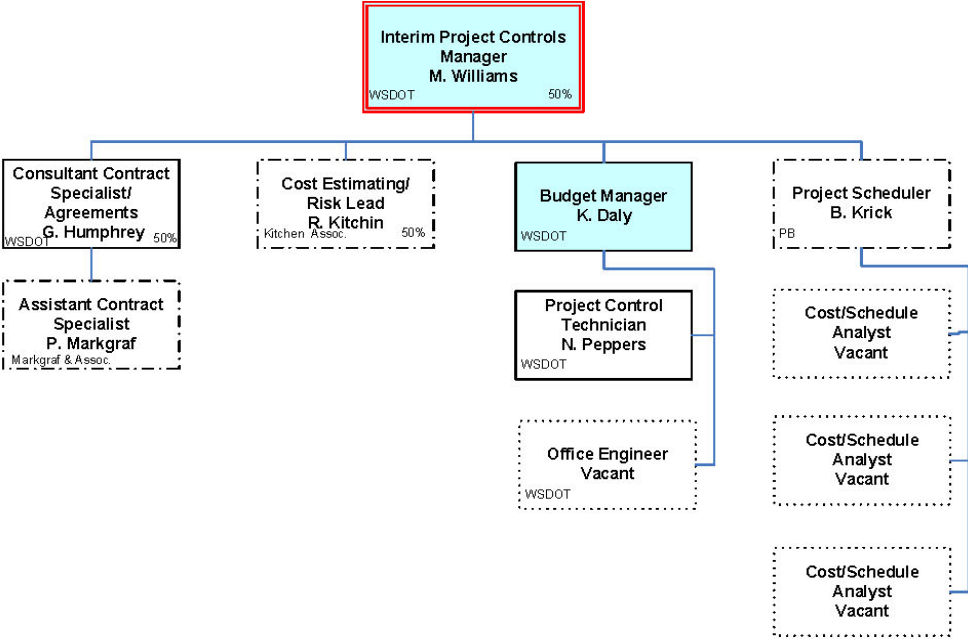 Interim Project Controls
Manager
M. Williams
WSDOT 50%
Consultant Contract
Specialist/
Agreements
G. Humphrey
WSDOT 50%
Cost Estimating/
Risk Lead
R. Kitchin
Kitchen Assoc. 50%
Budget Manager
K. Daly
WSDOT
Project Scheduler
B. Krick
PB
Assistant Contract
Specialist
P. Markgraf
Markgraf & Assoc.
Project Control
Technician
N. Peppers
WSDOT
Office Engineer
Vacant
WSDOT
Cost/Schedule
Analyst
Vacant
Cost/Schedule
Analyst
Vacant
Cost/Schedule
Analyst
Vacant